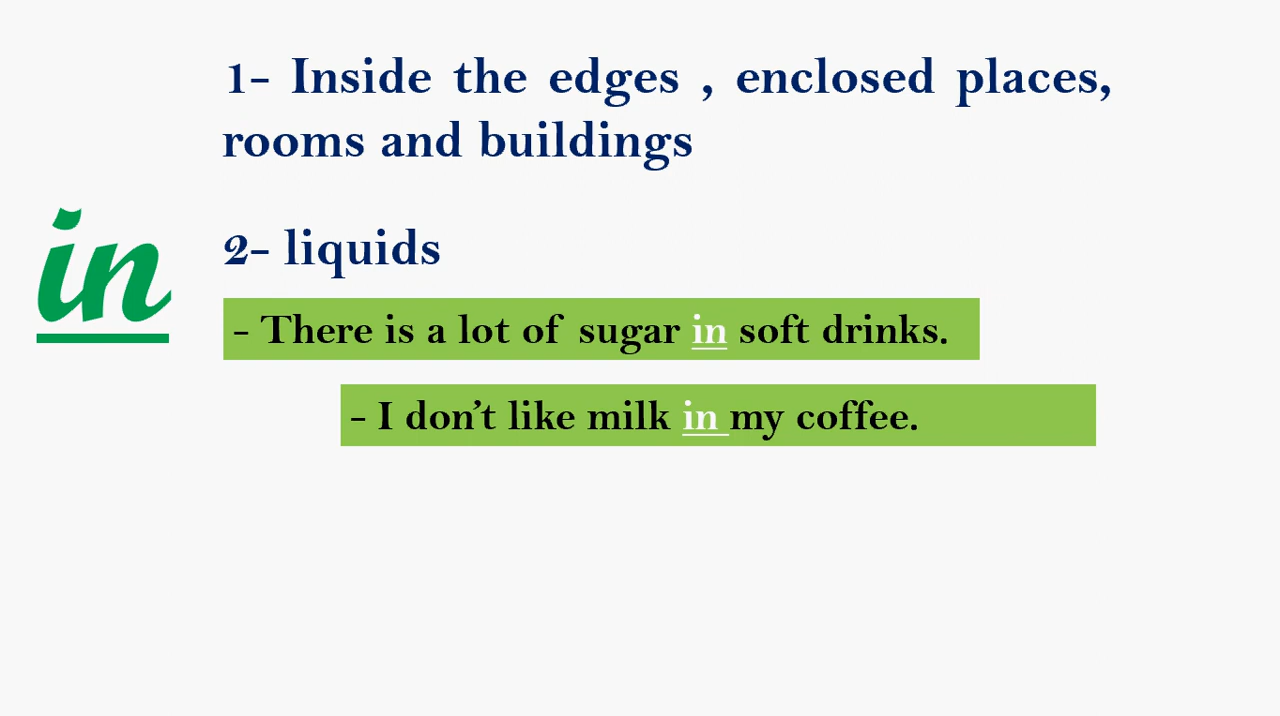 1- Inside the edges , enclosed places,
rooms and buildings
in
2- liquids
- There is a lot of sugar in soft drinks.
- I don’t like milk in my coffee.